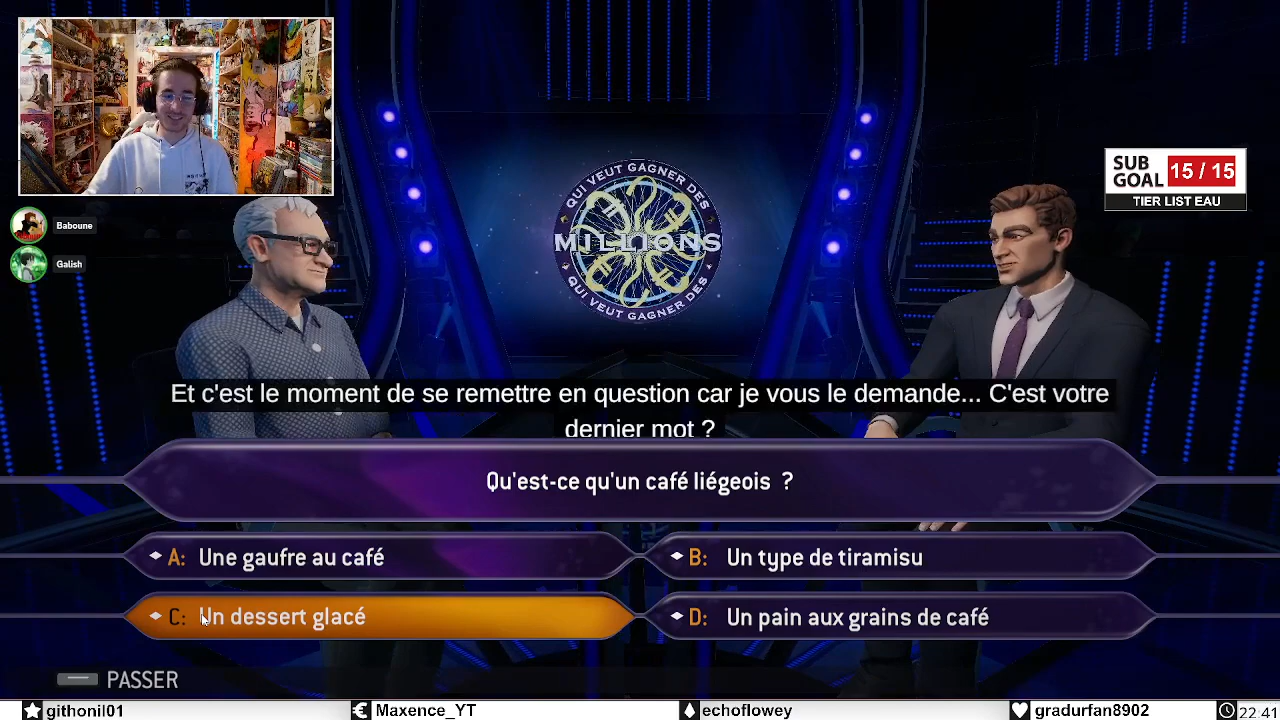 SUB
GOAL
15 / 15
TIER LIST EAU
Baboune
Galish
QUI VEUT GAGNER DES
MILLIONS
QUI VEUT GAGNER DES
Et c'est le moment de se remettre en question car je vous le demande... C'est votre
dernier mot ?
Qu'est-ce qu'un café liégeois ?
A: Une gaufre au café
B: Un type de tiramisu
C: Un dessert glacé
D: Un pain aux grains de café
PASSER
githonil01
Maxence_YT
echoflowey
gradurfan8902
22:41